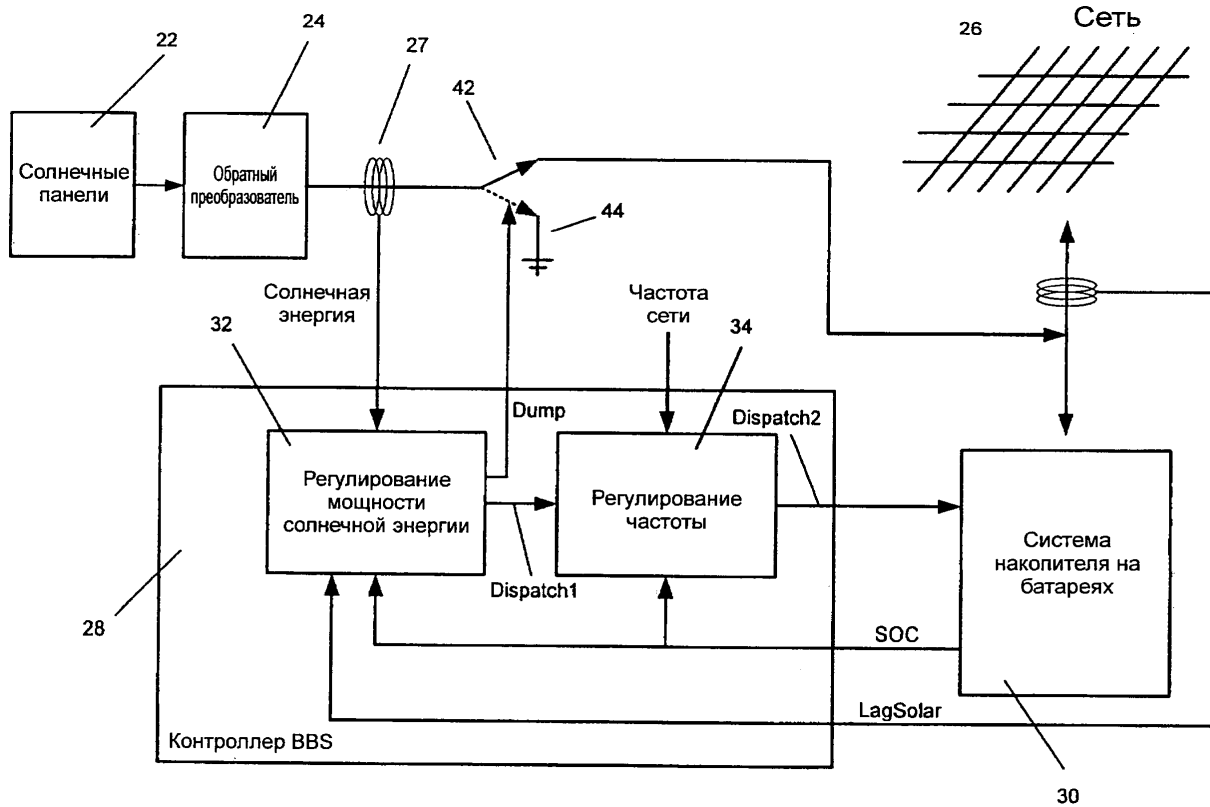 Сеть
26
24
27
22
42
Солнечные
панели
Обратный
преобразователь
44
Солнечная
энергия
Частота
сети
32
34
Dump
Dispatch2
Регулирование
мощности
солнечной энергии
Регулирование
частоты
Система
накопителя на
батареях
Dispatch1
28
SOC
LagSolar
Контроллер BBS
30